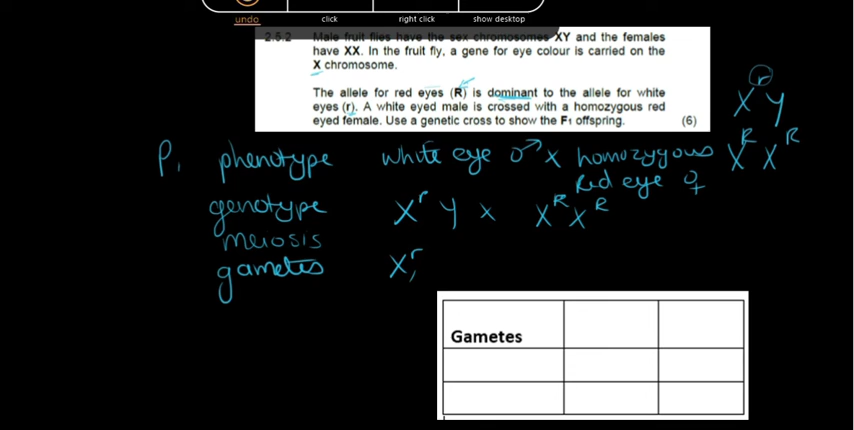 undo click right click show desktop
2.5.2 Male fruit flies have the sex chromosomes XY and the females
have XX. In the fruit fly, a gene for eye colour is carried on the
X chromosome.
The allele for red eyes (R) is dominant to the allele for white
eyes (r). A white eyed male is crossed with a homozygous red
eyed female. Use a genetic cross to show the F₁ offspring. (6)
XʳY
P₁ phenotype white eye ♂ x homozygous XᴿXᴿ
Red eye ♀
genotype XʳY x XᴿXᴿ
meiosis
gametes Xʳ,
Gametes